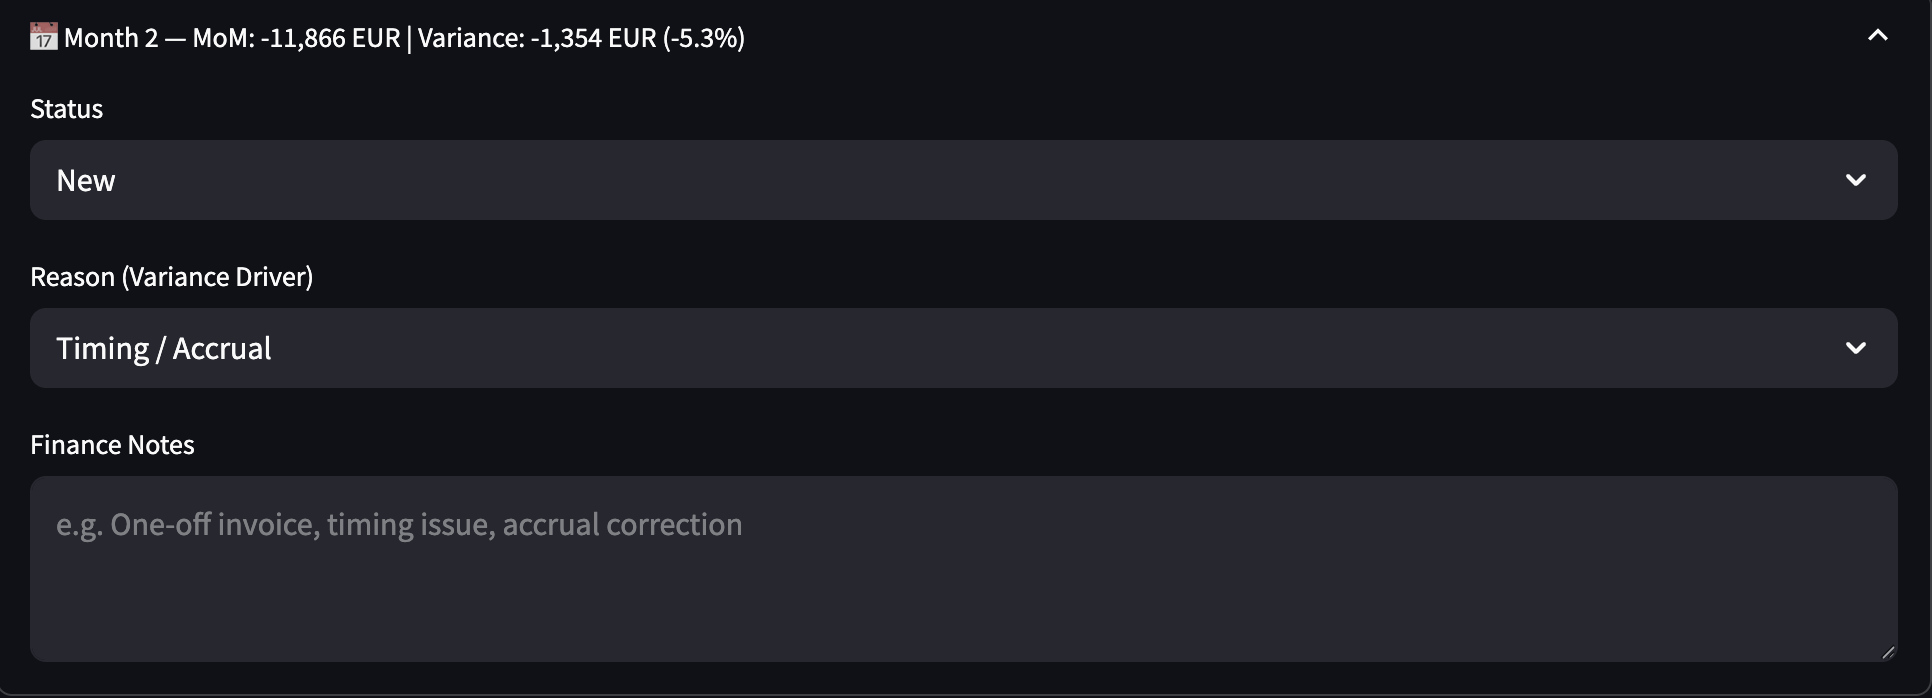 17 Month 2 — MoM: -11,866 EUR | Variance: -1,354 EUR (-5.3%)
Status
New
Reason (Variance Driver)
Timing / Accrual
Finance Notes
e.g. One-off invoice, timing issue, accrual correction